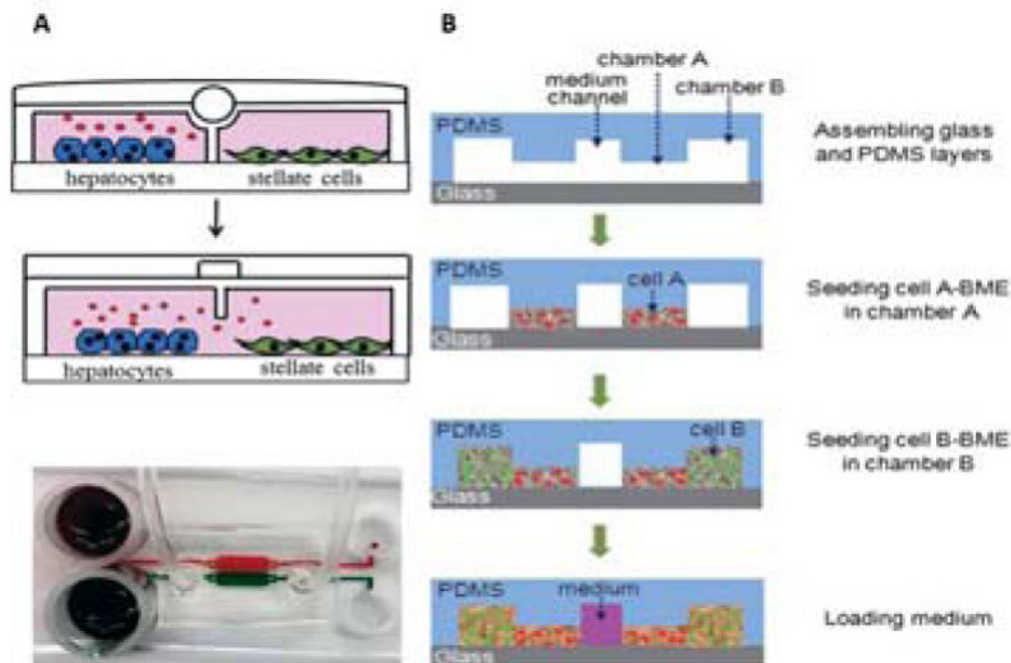 A
hepatocytes
stellate cells
hepatocytes
stellate cells
B
chamber A
medium
channel
chamber B
PDMS
Glass
Assembling glass
and PDMS layers
PDMS
cell A
Glass
Seeding cell A-BME
in chamber A
PDMS
cell B
Glass
Seeding cell B-BME
in chamber B
PDMS
medium
Glass
Loading medium